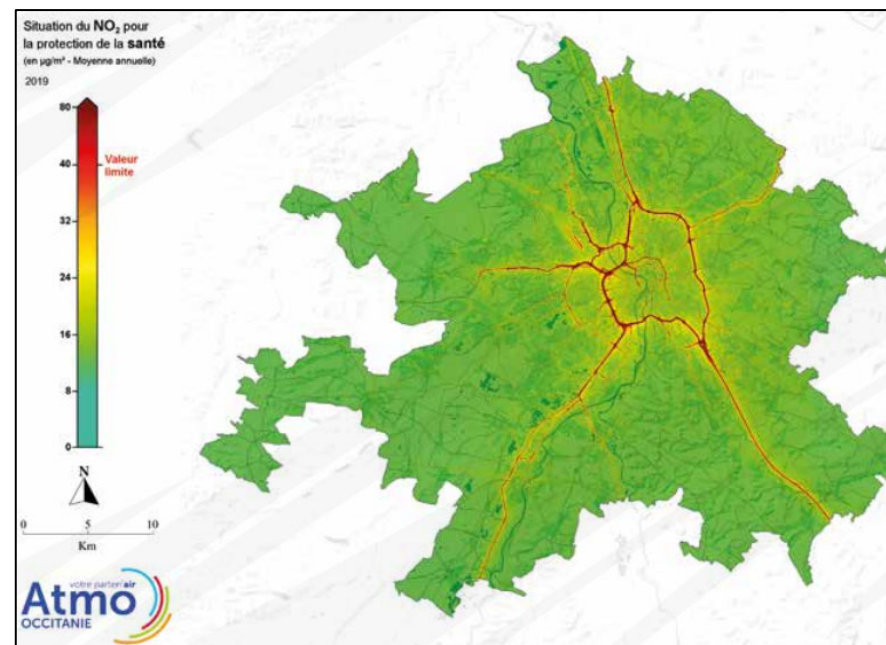 Situation du NO₂ pour
la protection de la santé
(en µg/m³ - Moyenne annuelle)
2019
80
40
Valeur
limite
32
24
16
8
0
N
0 5 10
Km
votre parten'air
Atmo
OCCITANIE